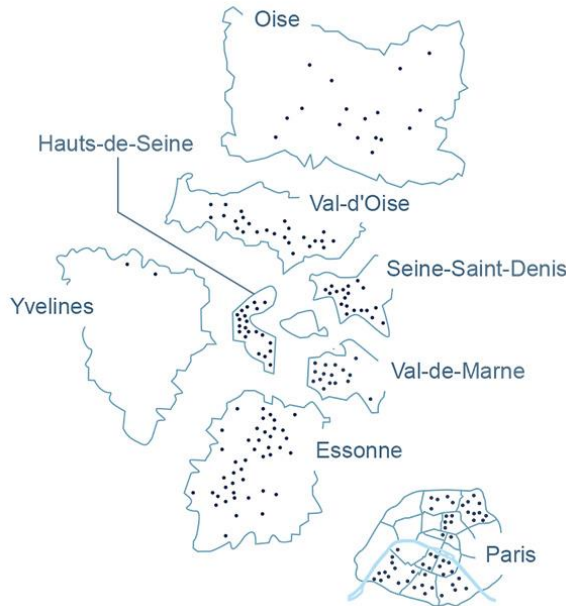 Oise
Hauts-de-Seine
Val-d'Oise
Seine-Saint-Denis
Yvelines
Val-de-Marne
Essonne
Paris